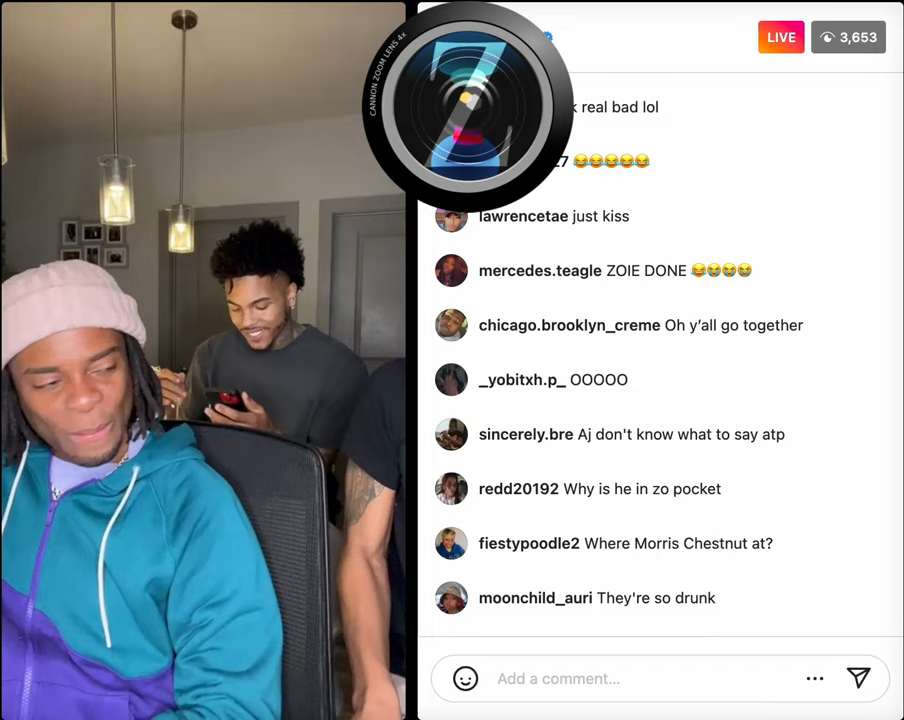 CANNON ZOOM LENS 4x
Z
LIVE
3,653
real bad lol
😂😂😂😂😂
lawrencetae just kiss
mercedes.teagle ZOIE DONE 😂😭😭😭
chicago.brooklyn_creme Oh y'all go together
_yobitxh.p_ OOOOO
sincerely.bre Aj don't know what to say atp
redd20192 Why is he in zo pocket
fiestypoodle2 Where Morris Chestnut at?
moonchild_auri They're so drunk
Add a comment...